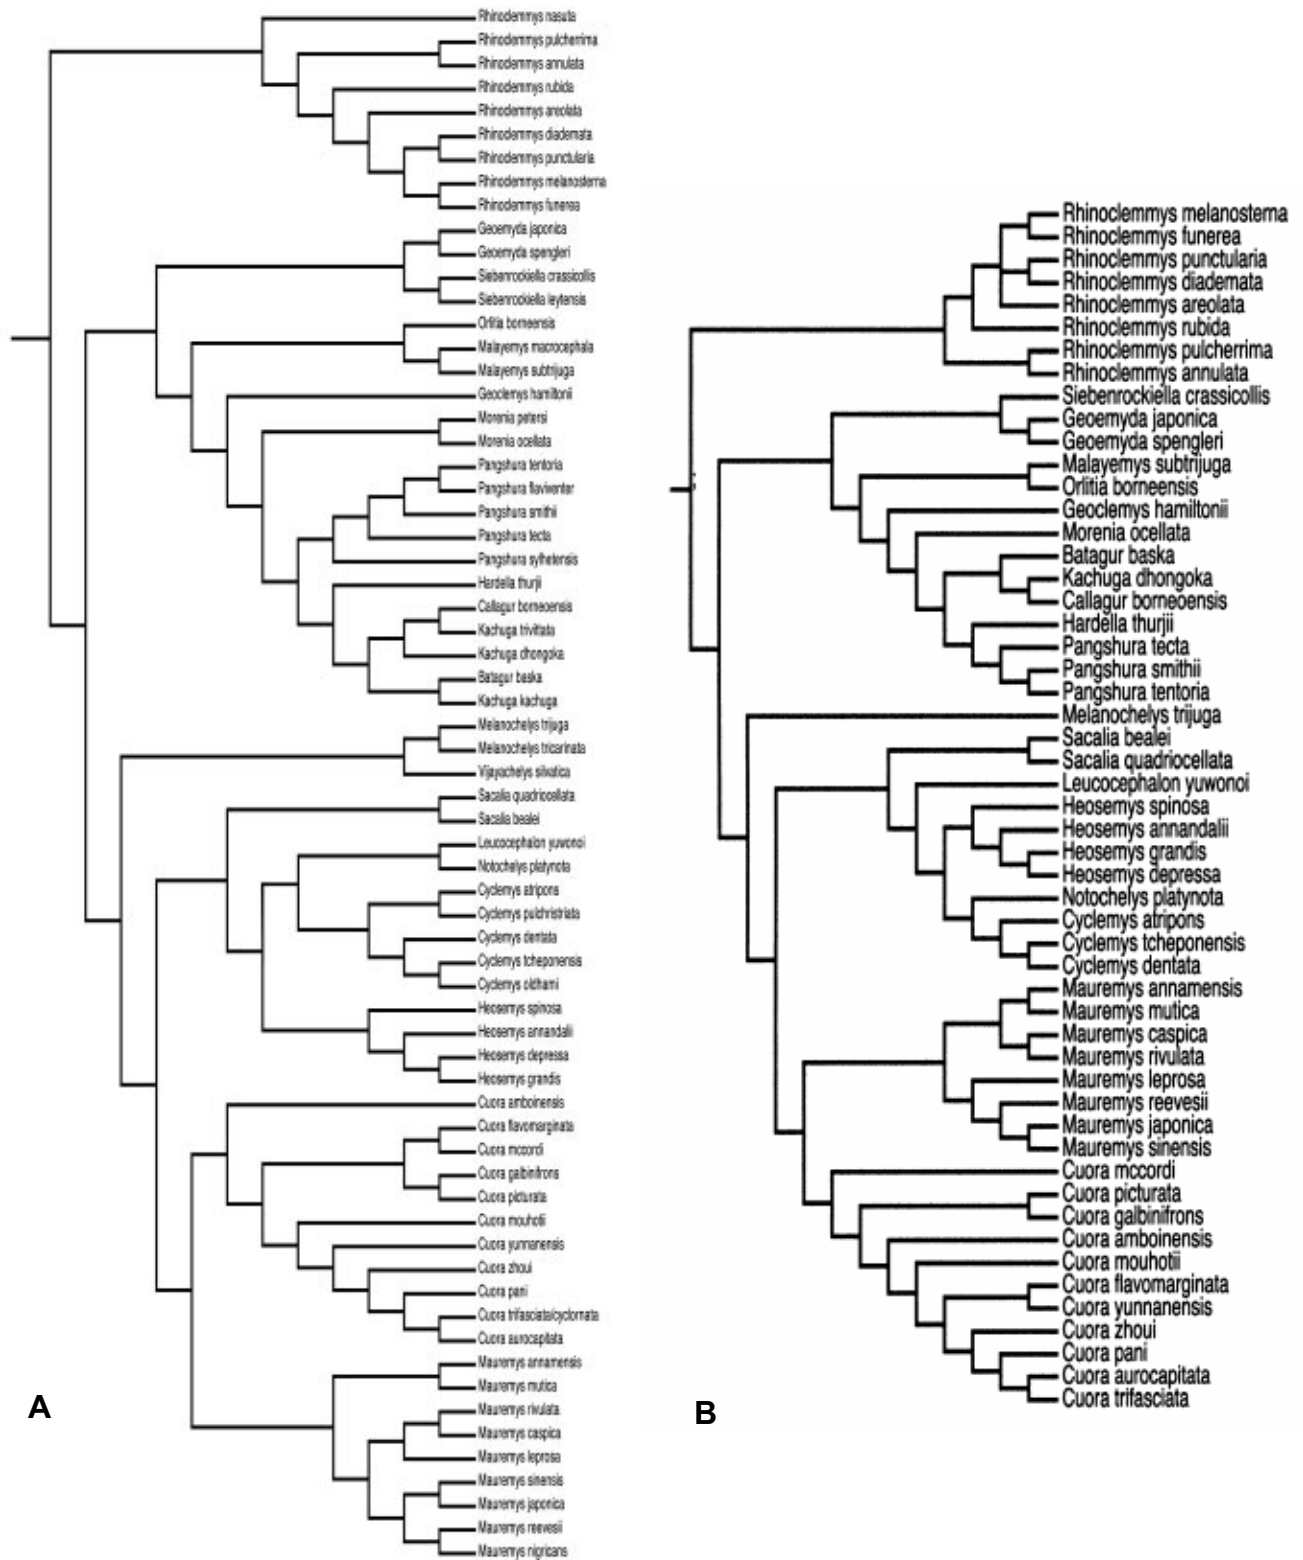 Rhinoclemmys nasuta
Rhinoclemmys pulcherrima
Rhinoclemmys annulata
Rhinoclemmys rubida
Rhinoclemmys areolata
Rhinoclemmys diademata
Rhinoclemmys punctularia
Rhinoclemmys melanosterna
Rhinoclemmys funerea
Geoemyda japonica
Geoemyda spengleri
Siebenrockiella crassicollis
Siebenrockiella leytensis
Orlitia borneensis
Malayemys macrocephala
Malayemys subtrijuga
Geoclemys hamiltonii
Morenia petersi
Morenia ocellata
Pangshura tentoria
Pangshura flaviventer
Pangshura smithii
Pangshura tecta
Pangshura sylhetensis
Hardella thurjii
Callagur borneoensis
Kachuga trivittata
Kachuga dhongoka
Batagur baska
Kachuga kachuga
Melanochelys trijuga
Melanochelys tricarinata
Vijayachelys silvatica
Sacalia quadriocellata
Sacalia bealei
Leucocephalon yuwonoi
Notochelys platynota
Cyclemys atripons
Cyclemys pulchristriata
Cyclemys dentata
Cyclemys tcheponensis
Cyclemys oldhami
Heosemys spinosa
Heosemys annandalii
Heosemys depressa
Heosemys grandis
Cuora amboinensis
Cuora flavomarginata
Cuora mccordi
Cuora galbinifrons
Cuora picturata
Cuora mouhotii
Cuora yunnanensis
Cuora zhoui
Cuora pani
Cuora trifasciata/cyclornata
Cuora aurocapitata
Mauremys annamensis
Mauremys mutica
Mauremys rivulata
Mauremys caspica
Mauremys leprosa
Mauremys sinensis
Mauremys japonica
Mauremys reevesii
Mauremys nigricans
A
Rhinoclemmys melanosterna
Rhinoclemmys funerea
Rhinoclemmys punctularia
Rhinoclemmys diademata
Rhinoclemmys areolata
Rhinoclemmys rubida
Rhinoclemmys pulcherrima
Rhinoclemmys annulata
Siebenrockiella crassicollis
Geoemyda japonica
Geoemyda spengleri
Malayemys subtrijuga
Orlitia borneensis
Geoclemys hamiltonii
Morenia ocellata
Batagur baska
Kachuga dhongoka
Callagur borneoensis
Hardella thurjii
Pangshura tecta
Pangshura smithii
Pangshura tentoria
Melanochelys trijuga
Sacalia bealei
Sacalia quadriocellata
Leucocephalon yuwonoi
Heosemys spinosa
Heosemys annandalii
Heosemys grandis
Heosemys depressa
Notochelys platynota
Cyclemys atripons
Cyclemys tcheponensis
Cyclemys dentata
Mauremys annamensis
Mauremys mutica
Mauremys caspica
Mauremys rivulata
Mauremys leprosa
Mauremys reevesii
Mauremys japonica
Mauremys sinensis
Cuora mccordi
Cuora picturata
Cuora galbinifrons
Cuora amboinensis
Cuora mouhotii
Cuora flavomarginata
Cuora yunnanensis
Cuora zhoui
Cuora pani
Cuora aurocapitata
Cuora trifasciata
B